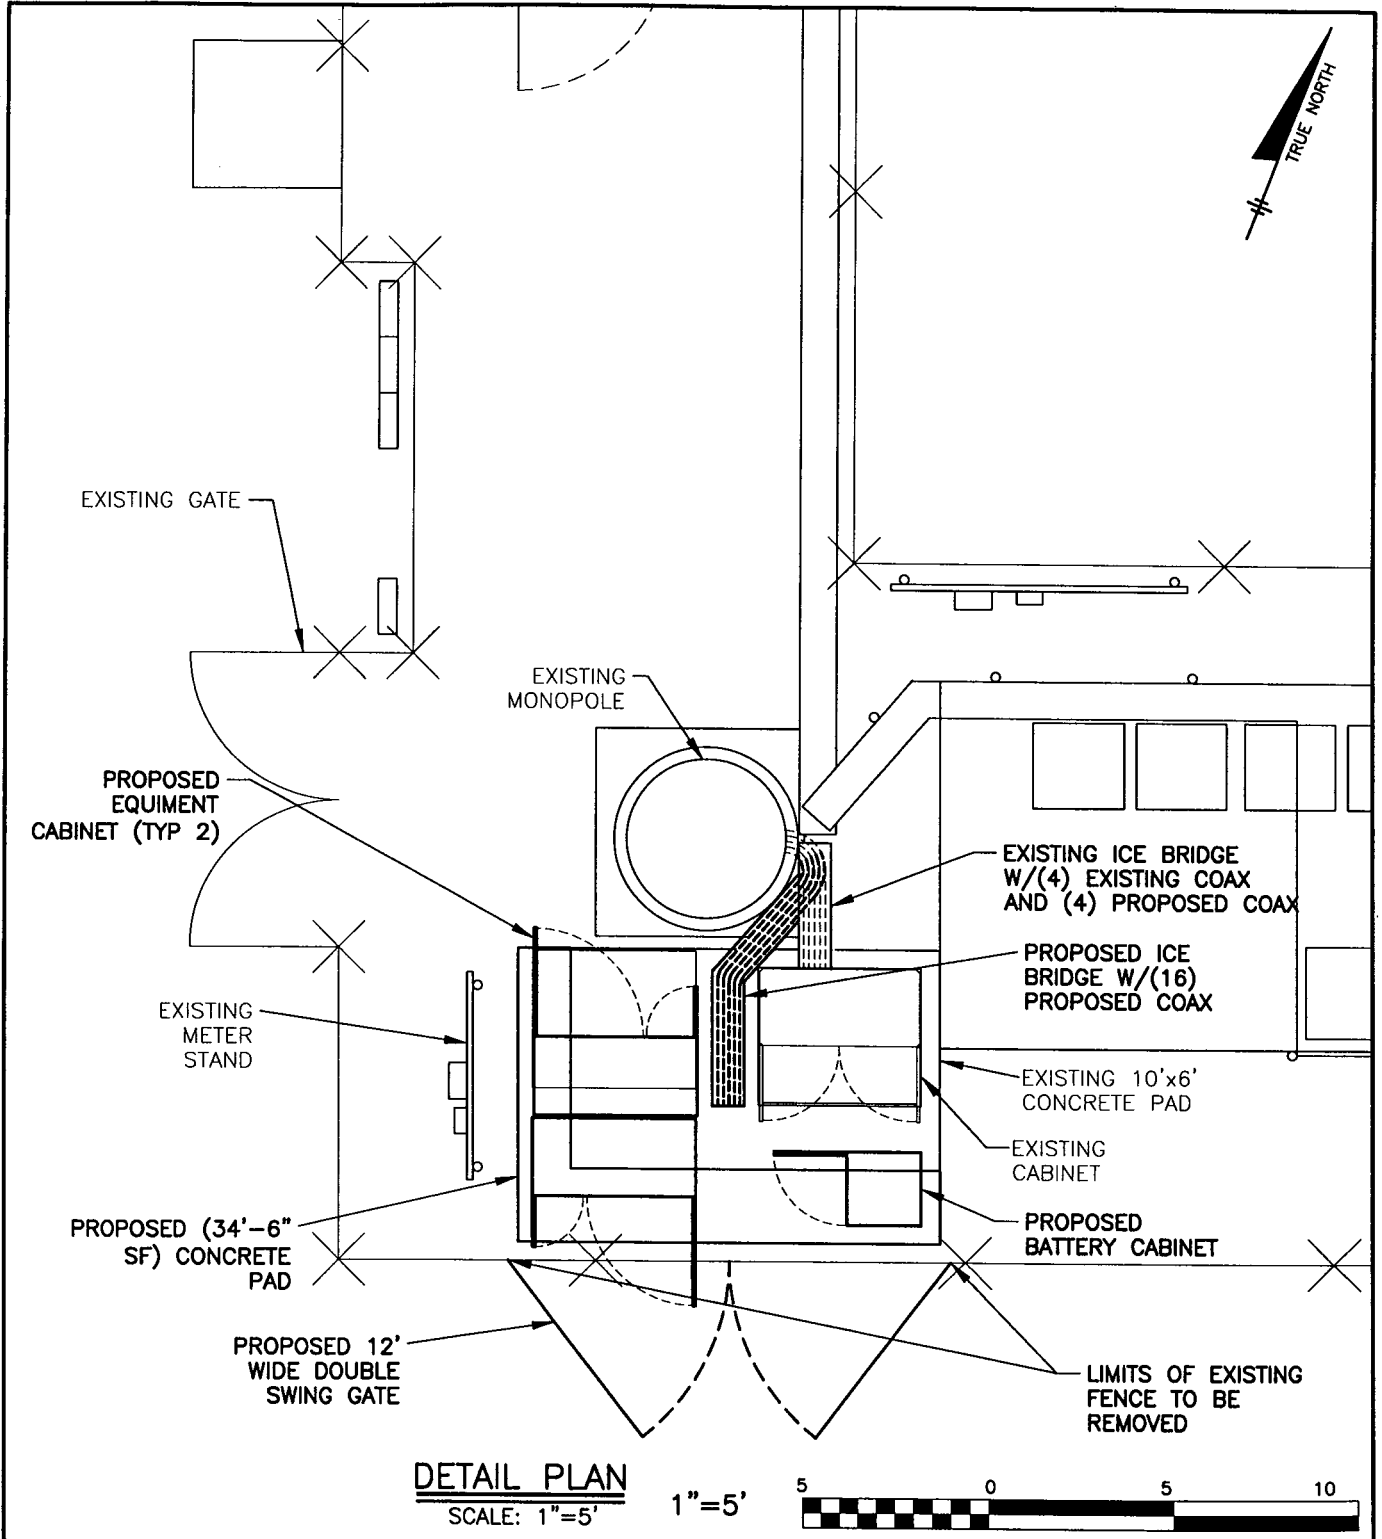 TRUE NORTH
EXISTING GATE
EXISTING
MONOPOLE
PROPOSED
EQUIMENT
CABINET (TYP 2)
EXISTING ICE BRIDGE
W/(4) EXISTING COAX
AND (4) PROPOSED COAX
PROPOSED ICE
BRIDGE W/(16)
PROPOSED COAX
EXISTING
METER
STAND
EXISTING 10'x6'
CONCRETE PAD
EXISTING
CABINET
PROPOSED (34'-6"
SF) CONCRETE
PAD
PROPOSED
BATTERY CABINET
PROPOSED 12'
WIDE DOUBLE
SWING GATE
LIMITS OF EXISTING
FENCE TO BE
REMOVED
DETAIL PLAN
SCALE: 1"=5'
1"=5'
5 0 5 10